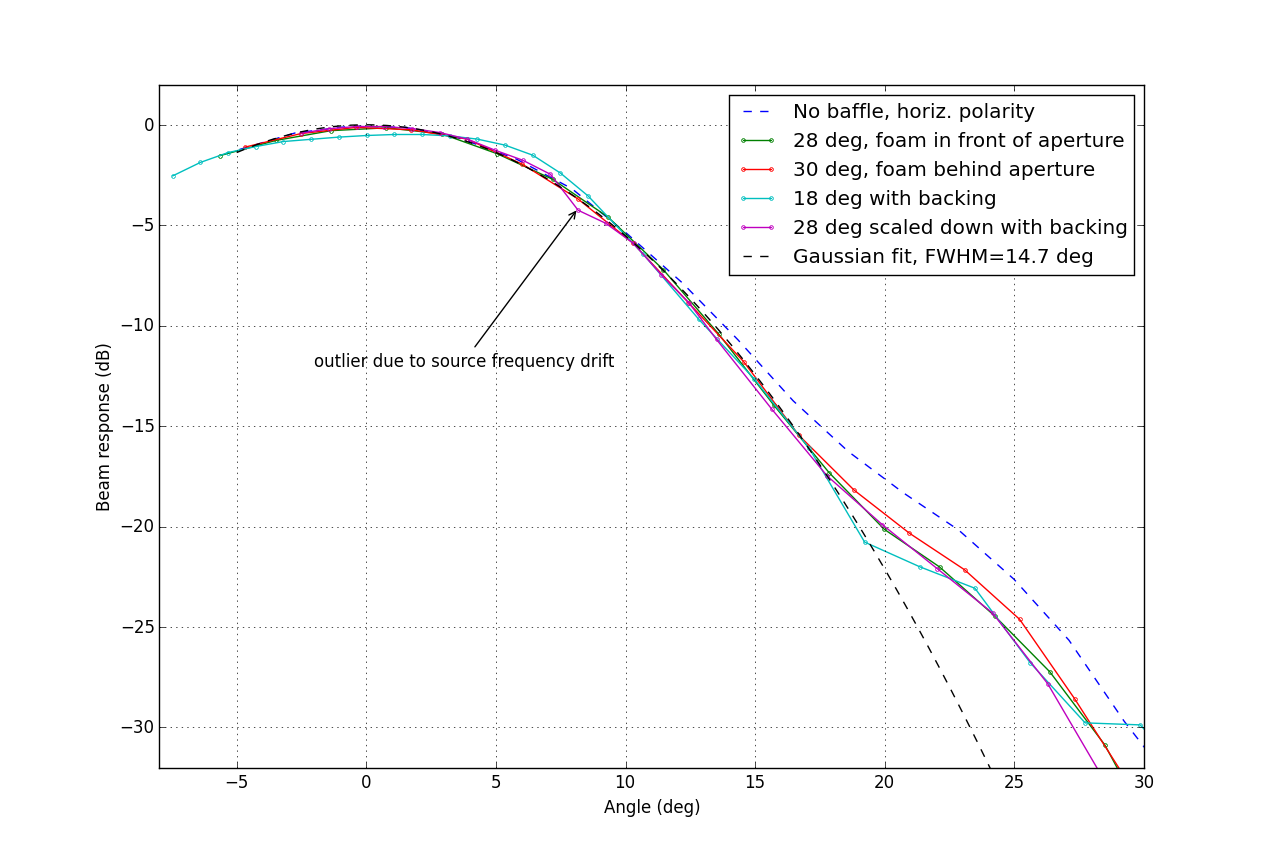 No baffle, horiz. polarity
28 deg, foam in front of aperture
30 deg, foam behind aperture
18 deg with backing
28 deg scaled down with backing
Gaussian fit, FWHM=14.7 deg
0
−5
−10
−15
−20
−25
−30
Beam response (dB)
outlier due to source frequency drift
−5 0 5 10 15 20 25 30
Angle (deg)